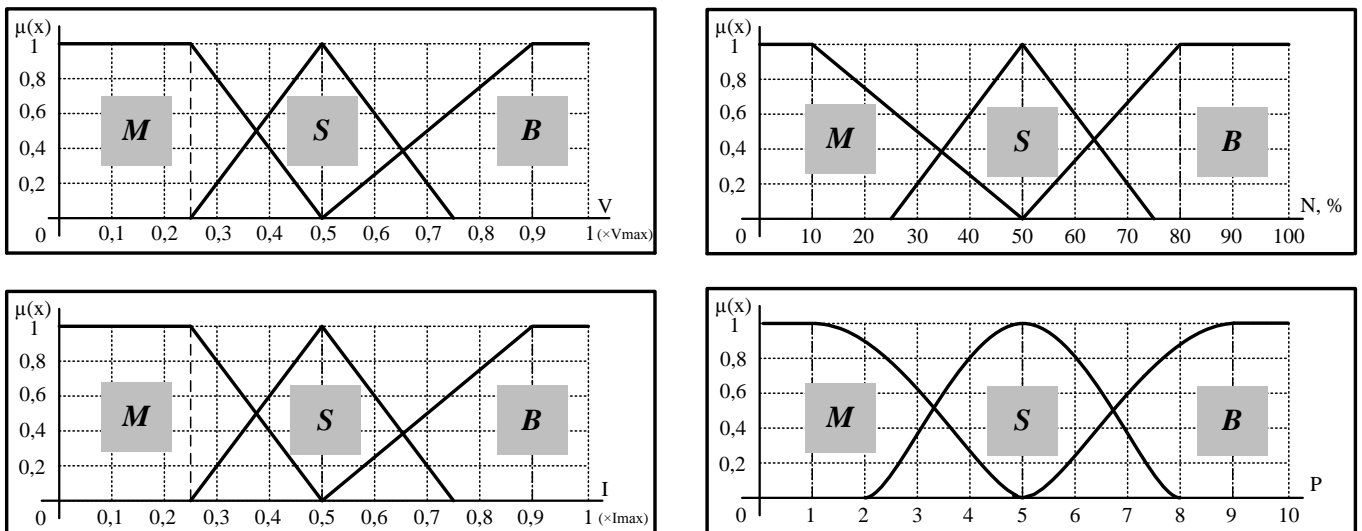 μ(x)
1
0,8
0,6
0,4
0,2
M
S
B
V
0
0,1 0,2 0,3 0,4 0,5 0,6 0,7 0,8 0,9 1 (×Vmax)
μ(x)
1
0,8
0,6
0,4
0,2
M
S
B
N, %
0
10 20 30 40 50 60 70 80 90 100
μ(x)
1
0,8
0,6
0,4
0,2
M
S
B
I
0
0,1 0,2 0,3 0,4 0,5 0,6 0,7 0,8 0,9 1 (×Imax)
μ(x)
1
0,8
0,6
0,4
0,2
M
S
B
P
0
1 2 3 4 5 6 7 8 9 10